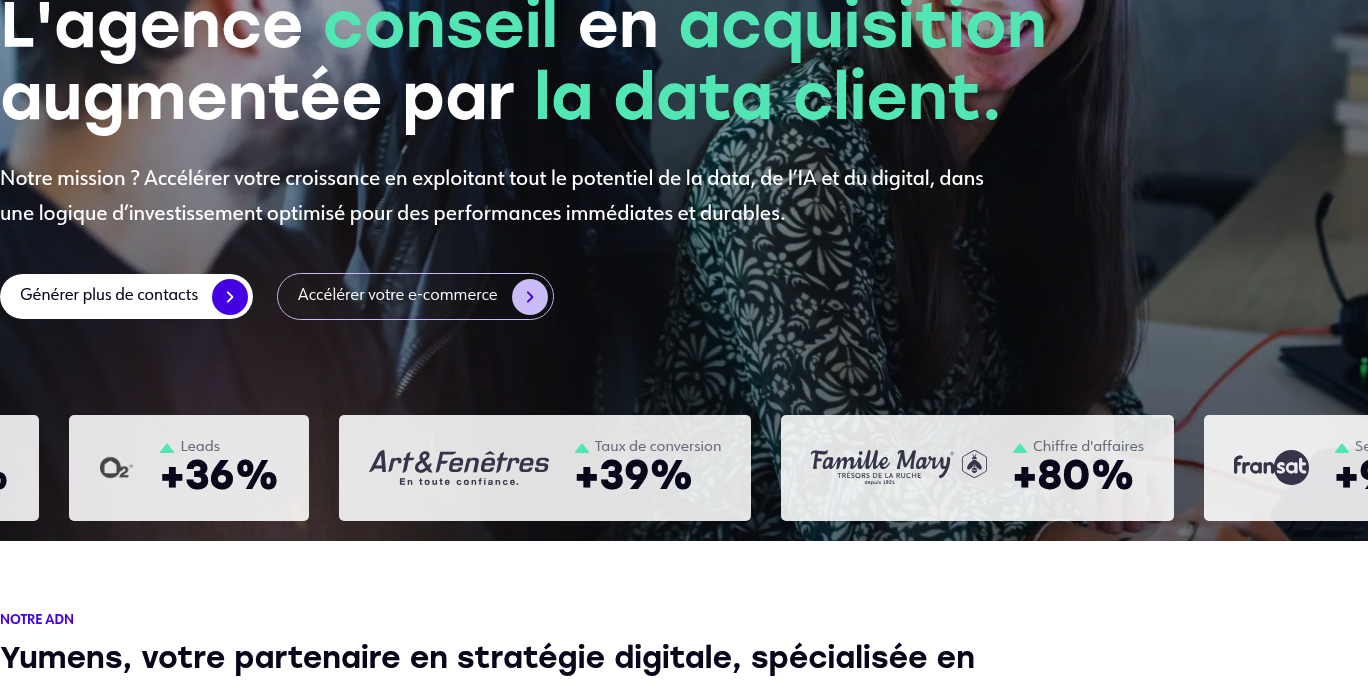 L'agence conseil en acquisition
augmentée par la data client.
Notre mission ? Accélérer votre croissance en exploitant tout le potentiel de la data, de l’IA et du digital, dans
une logique d’investissement optimisé pour des performances immédiates et durables.
Générer plus de contacts
Accélérer votre e-commerce
%
O2
Leads
+36%
Art&Fenêtres
En toute confiance.
Taux de conversion
+39%
Famille Mary
TRÉSORS DE LA RUCHE
depuis 1921
Chiffre d'affaires
+80%
fransat
+9
NOTRE ADN
Yumens, votre partenaire en stratégie digitale, spécialisée en